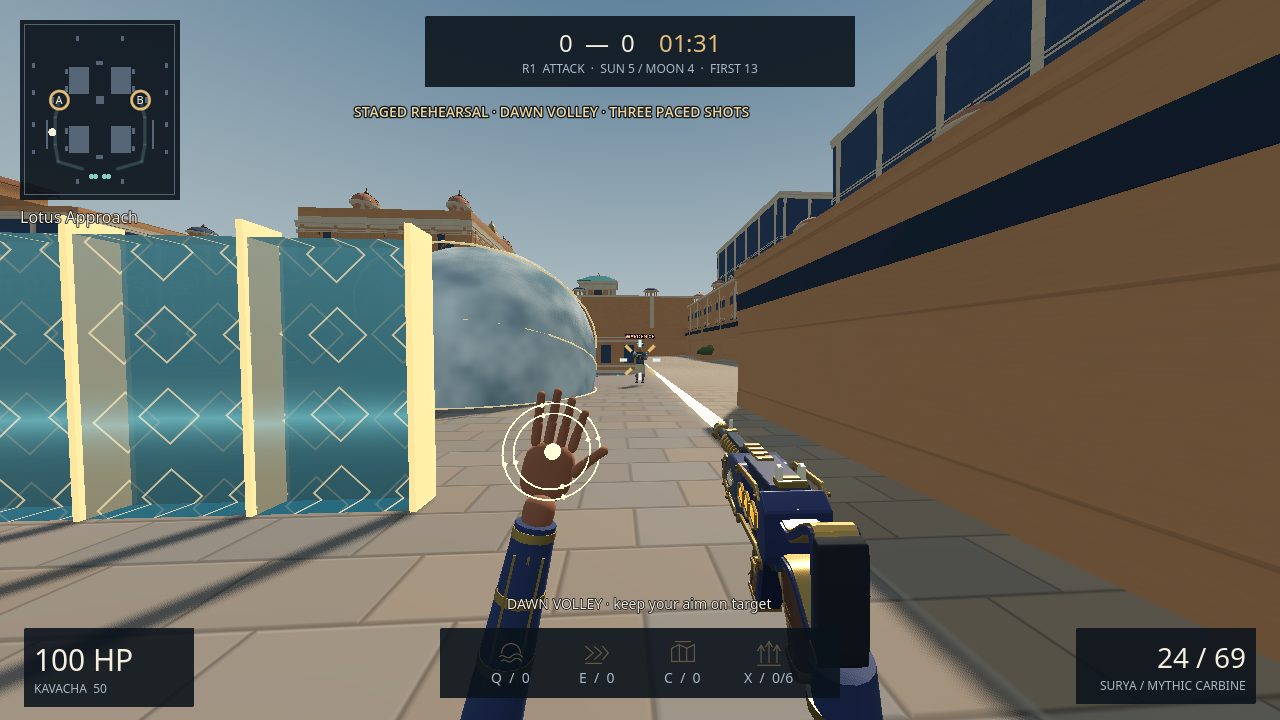 0 — 0 01:31
R1 ATTACK · SUN 5 / MOON 4 · FIRST 13
STAGED REHEARSAL · DAWN VOLLEY · THREE PACED SHOTS
A
B
Lotus Approach
DAWN VOLLEY · keep your aim on target
100 HP
KAVACHA 50
Q / 0
E / 0
C / 0
X / 0/6
24 / 69
SURYA / MYTHIC CARBINE